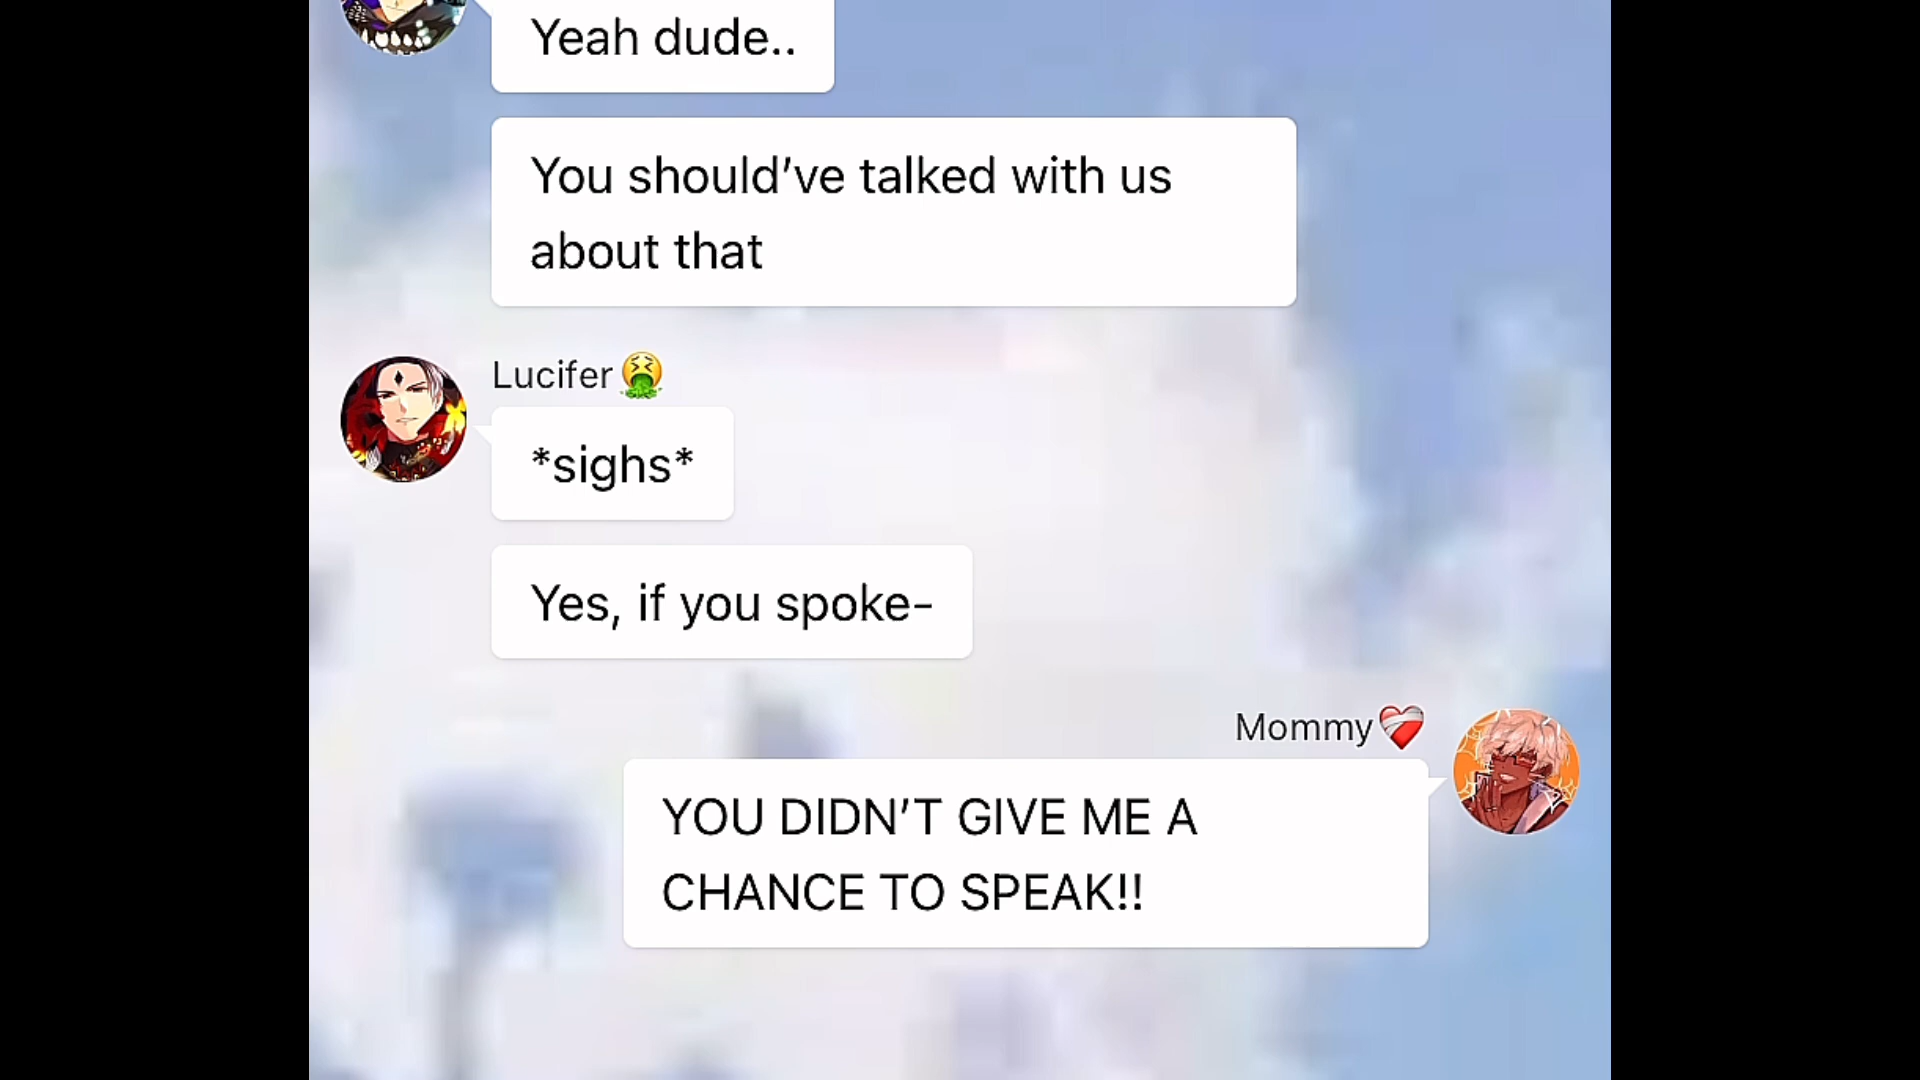 Yeah dude..
You should’ve talked with us
about that
Lucifer🤮
*sighs*
Yes, if you spoke-
Mommy❤️‍🩹
YOU DIDN’T GIVE ME A
CHANCE TO SPEAK!!